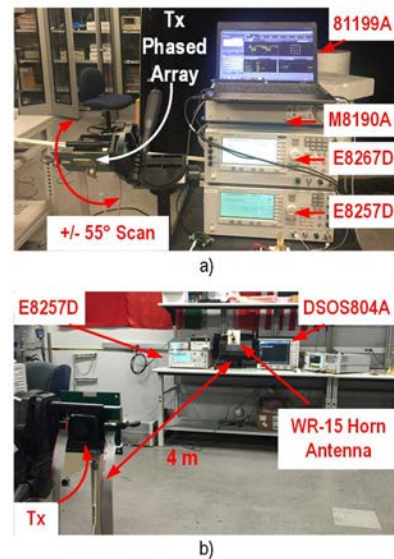 Tx
Phased
Array
81199A
M8190A
E8267D
E8257D
+/- 55° Scan
a)
E8257D
DSOS804A
WR-15 Horn
Antenna
4 m
Tx
b)